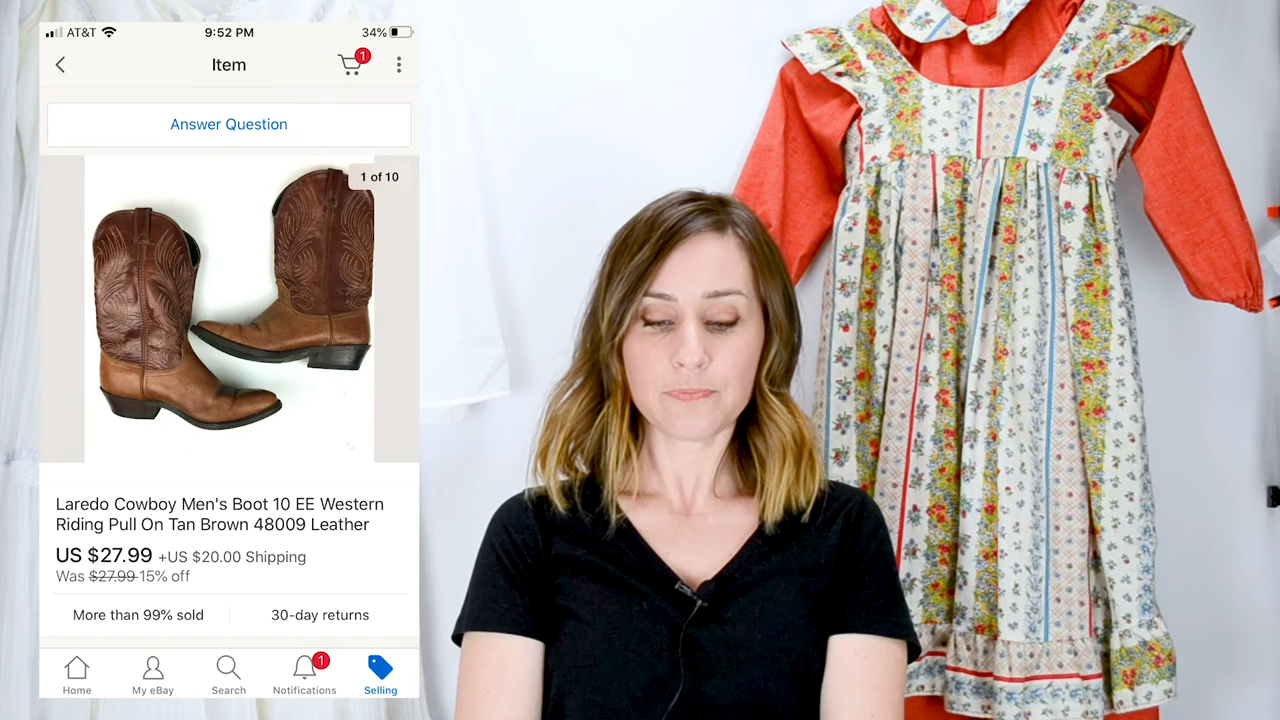 AT&T 9:52 PM 34%
Item 1
Answer Question
1 of 10
Laredo Cowboy Men's Boot 10 EE Western
Riding Pull On Tan Brown 48009 Leather
US $27.99 +US $20.00 Shipping
Was $27.99 15% off
More than 99% sold 30-day returns
1
Home My eBay Search Notifications Selling